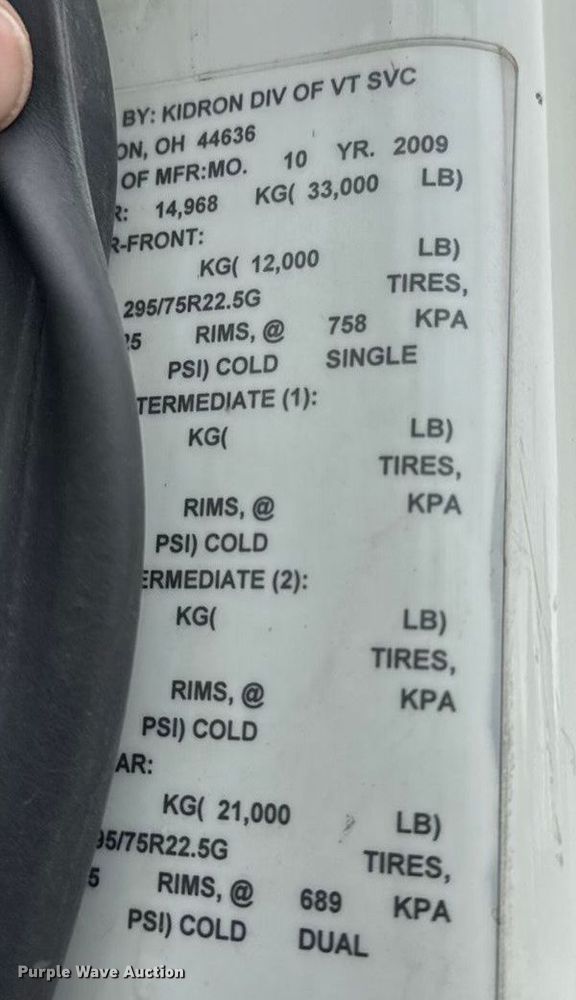 BY: KIDRON DIV OF VT SVC
ON, OH 44636
OF MFR:MO. 10 YR. 2009
R: 14,968 KG( 33,000 LB)
R-FRONT:
KG( 12,000 LB)
295/75R22.5G TIRES,
25 RIMS, @ 758 KPA
PSI) COLD SINGLE
TERMEDIATE (1):
KG( LB)
TIRES,
RIMS, @ KPA
PSI) COLD
ERMEDIATE (2):
KG( LB)
TIRES,
RIMS, @ KPA
PSI) COLD
AR:
KG( 21,000 LB)
95/75R22.5G TIRES,
5 RIMS, @ 689 KPA
PSI) COLD DUAL
Purple Wave Auction